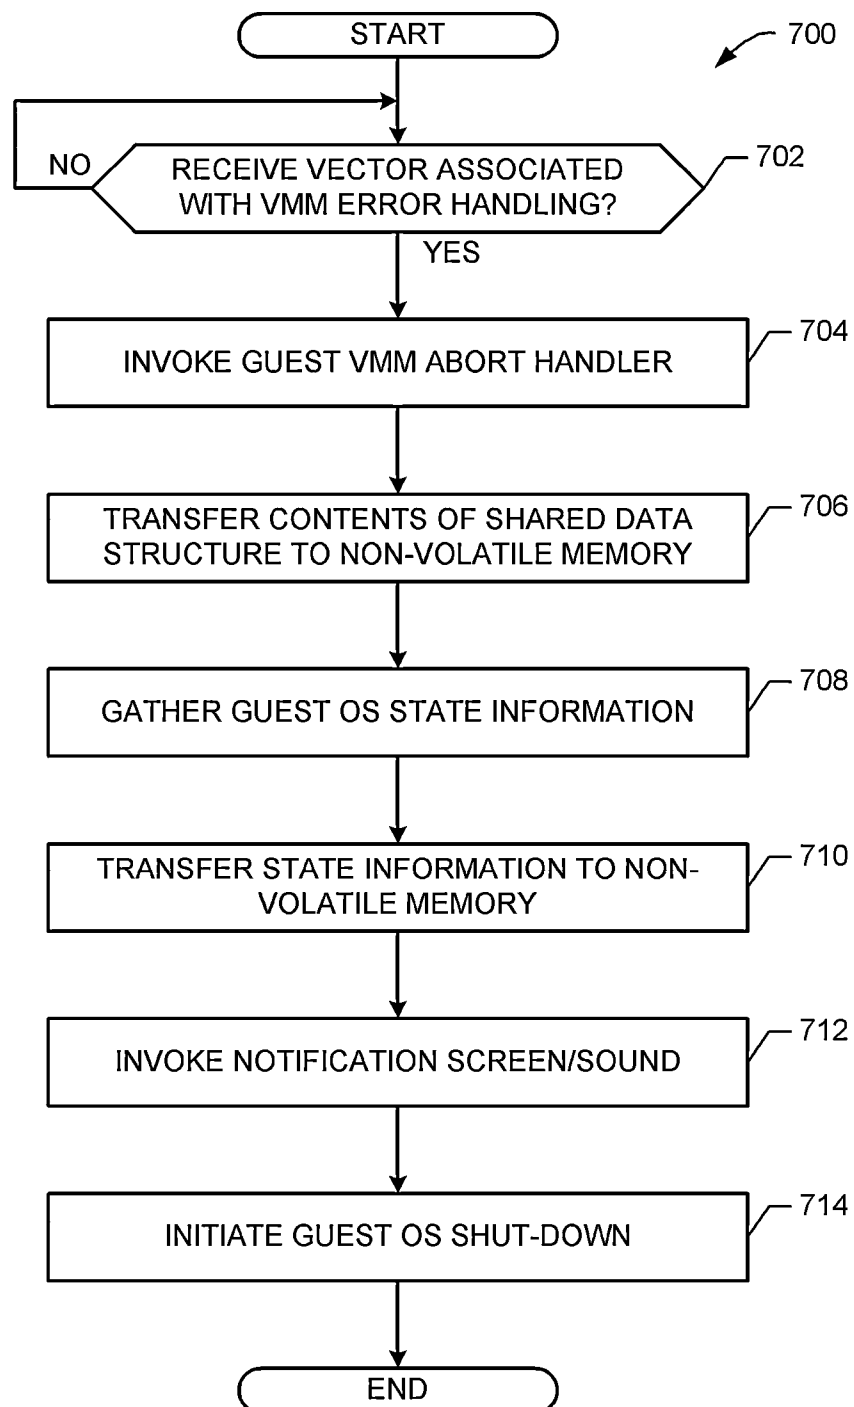 START
700
NO
RECEIVE VECTOR ASSOCIATED
WITH VMM ERROR HANDLING?
702
YES
INVOKE GUEST VMM ABORT HANDLER
704
TRANSFER CONTENTS OF SHARED DATA
STRUCTURE TO NON-VOLATILE MEMORY
706
GATHER GUEST OS STATE INFORMATION
708
TRANSFER STATE INFORMATION TO NON-
VOLATILE MEMORY
710
INVOKE NOTIFICATION SCREEN/SOUND
712
INITIATE GUEST OS SHUT-DOWN
714
END